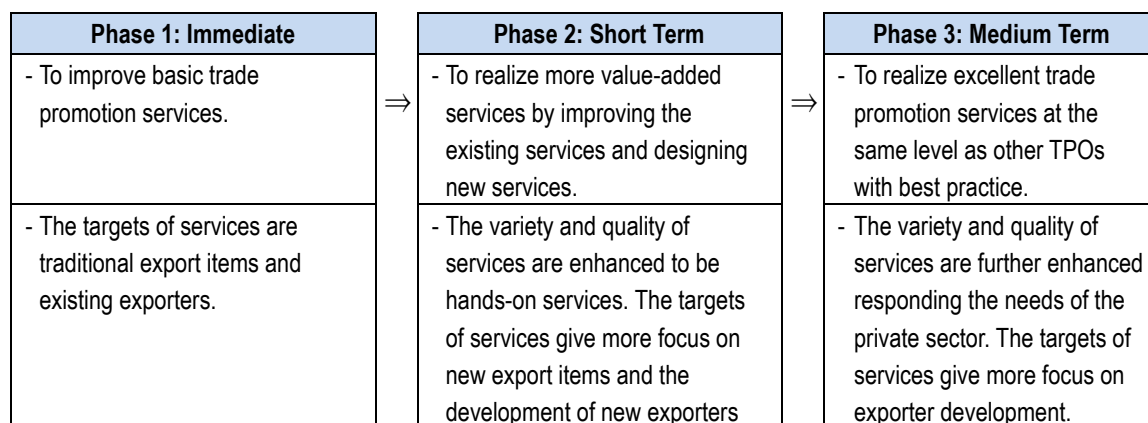 Phase 1: Immediate
- To improve basic trade
promotion services.
- The targets of services are
traditional export items and
existing exporters.
⇒
Phase 2: Short Term
- To realize more value-added
services by improving the
existing services and designing
new services.
- The variety and quality of
services are enhanced to be
hands-on services. The targets
of services give more focus on
new export items and the
development of new exporters
⇒
Phase 3: Medium Term
- To realize excellent trade
promotion services at the
same level as other TPOs
with best practice.
- The variety and quality of
services are further enhanced
responding the needs of the
private sector. The targets of
services give more focus on
exporter development.